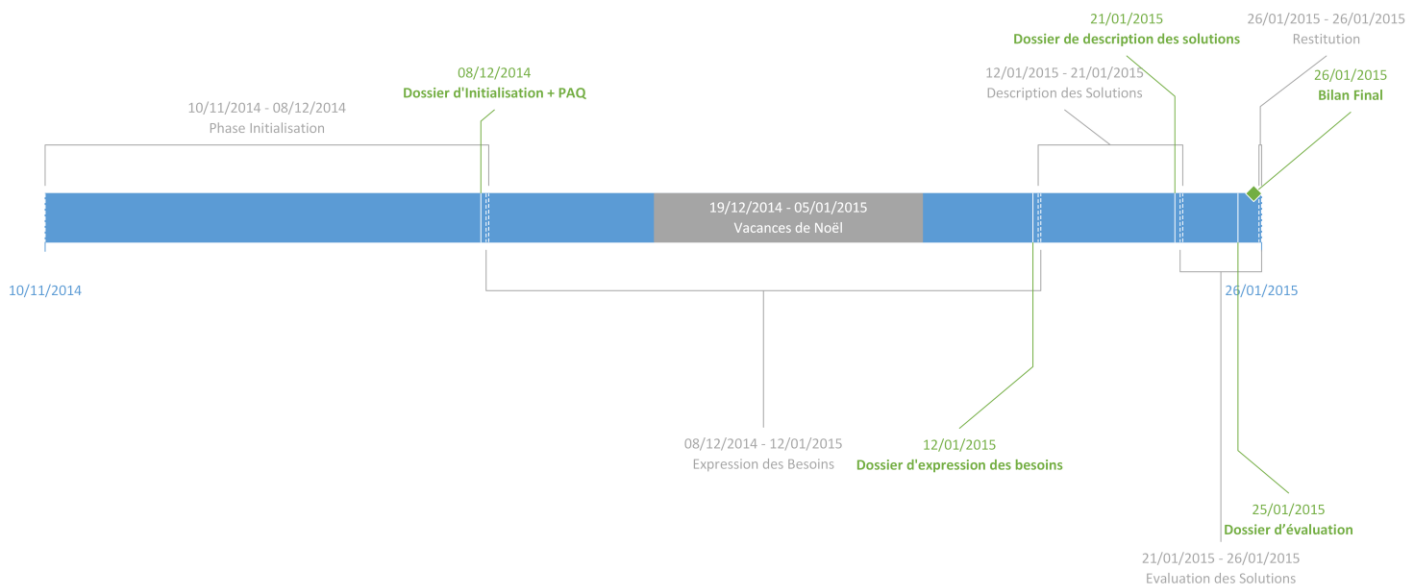 21/01/2015
Dossier de description des solutions
26/01/2015 - 26/01/2015
Restitution
08/12/2014
Dossier d'Initialisation + PAQ
12/01/2015 - 21/01/2015
Description des Solutions
26/01/2015
Bilan Final
10/11/2014 - 08/12/2014
Phase Initialisation
19/12/2014 - 05/01/2015
Vacances de Noël
10/11/2014
26/01/2015
08/12/2014 - 12/01/2015
Expression des Besoins
12/01/2015
Dossier d'expression des besoins
25/01/2015
Dossier d’évaluation
21/01/2015 - 26/01/2015
Evaluation des Solutions